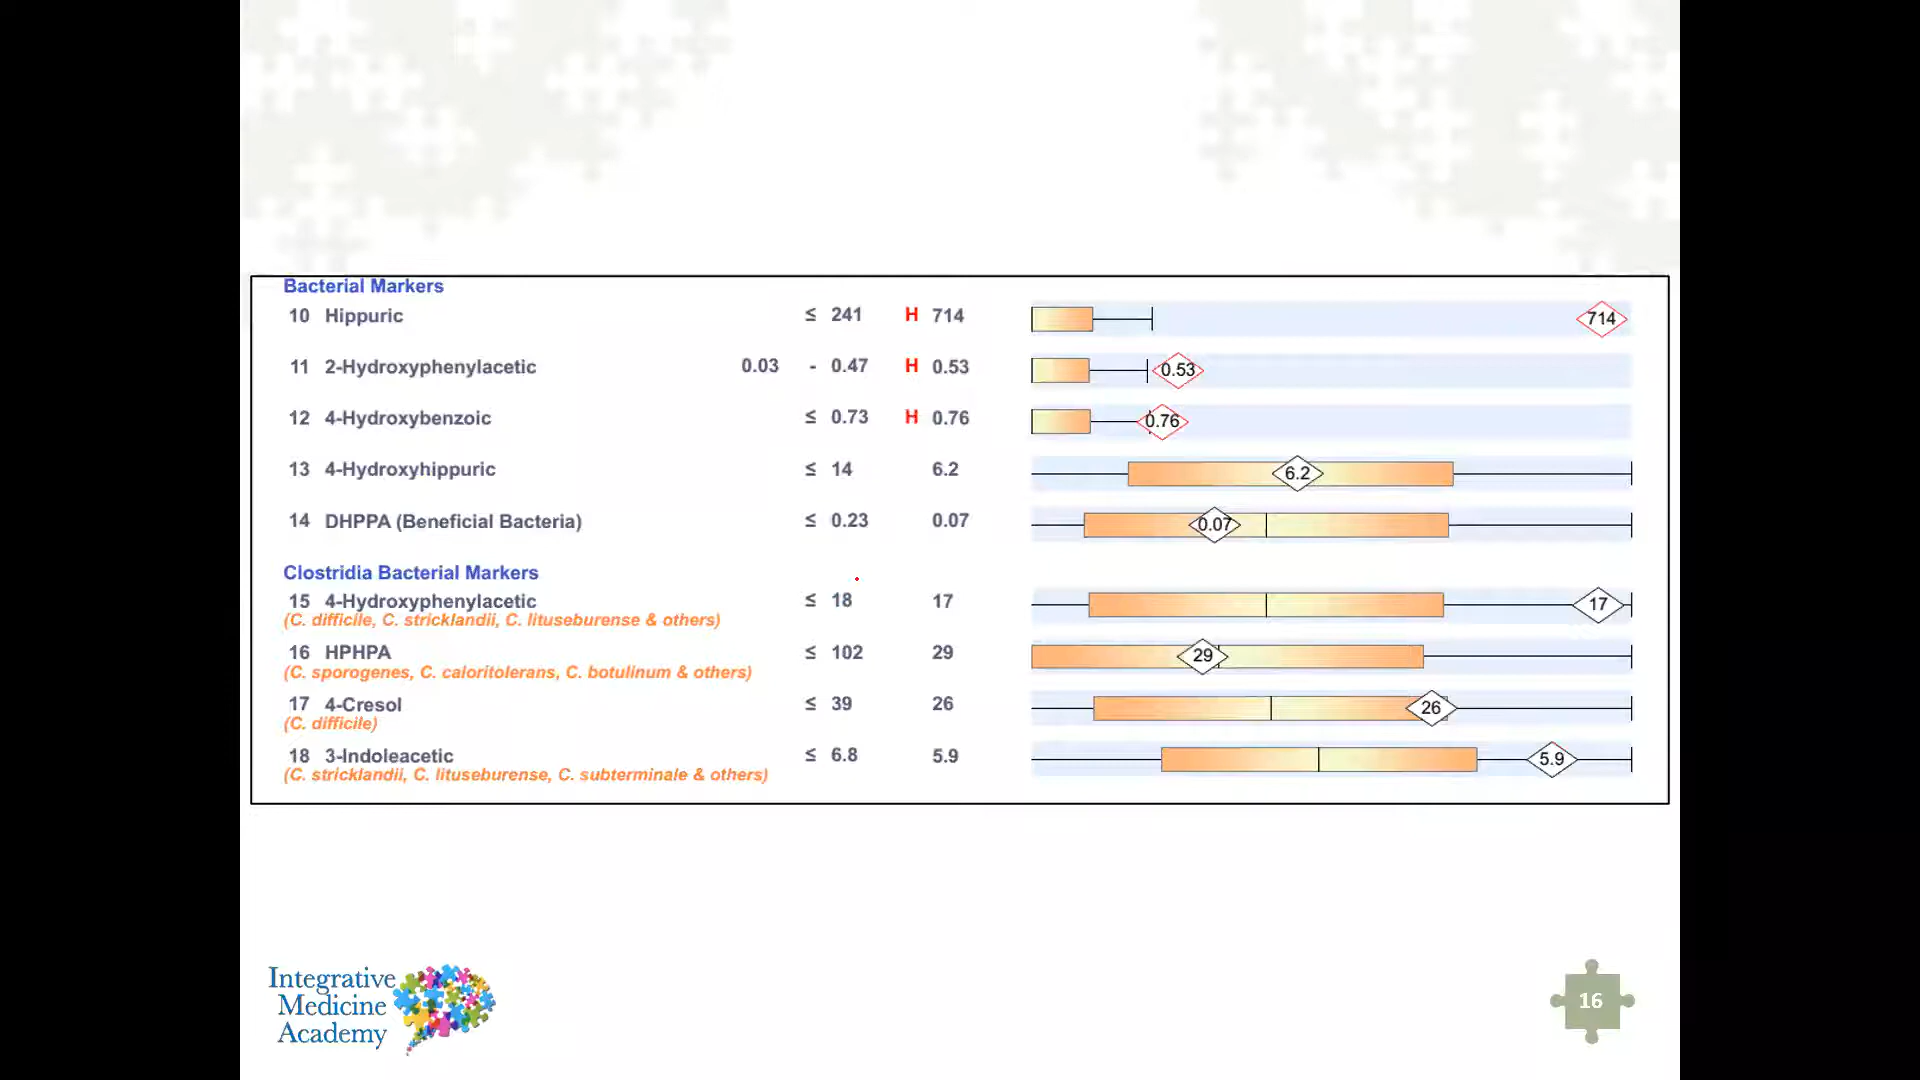 Bacterial Markers
10 Hippuric ≤ 241 H 714 714
11 2-Hydroxyphenylacetic 0.03 - 0.47 H 0.53 0.53
12 4-Hydroxybenzoic ≤ 0.73 H 0.76 0.76
13 4-Hydroxyhippuric ≤ 14 6.2 6.2
14 DHPPA (Beneficial Bacteria) ≤ 0.23 0.07 0.07
Clostridia Bacterial Markers
15 4-Hydroxyphenylacetic ≤ 18 17 17
(C. difficile, C. stricklandii, C. lituseburense & others)
16 HPHPA ≤ 102 29 29
(C. sporogenes, C. caloritolerans, C. botulinum & others)
17 4-Cresol ≤ 39 26 26
(C. difficile)
18 3-Indoleacetic ≤ 6.8 5.9 5.9
(C. stricklandii, C. lituseburense, C. subterminale & others)
Integrative
Medicine
Academy
16